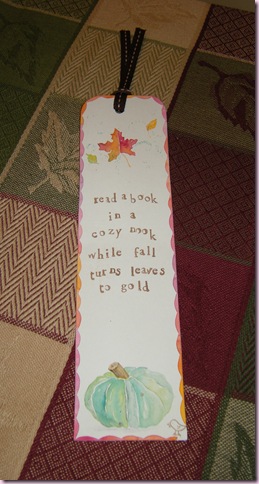 read a book
in a
cozy nook
while fall
turns leaves
to gold